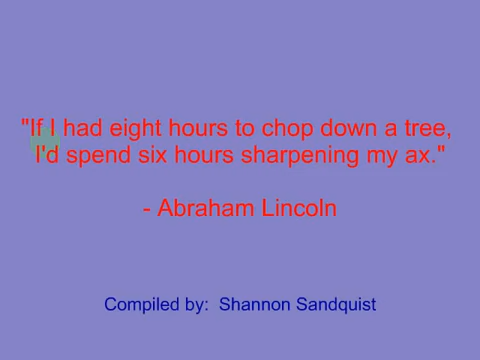 "If I had eight hours to chop down a tree,
I'd spend six hours sharpening my ax."
- Abraham Lincoln
Compiled by:  Shannon Sandquist